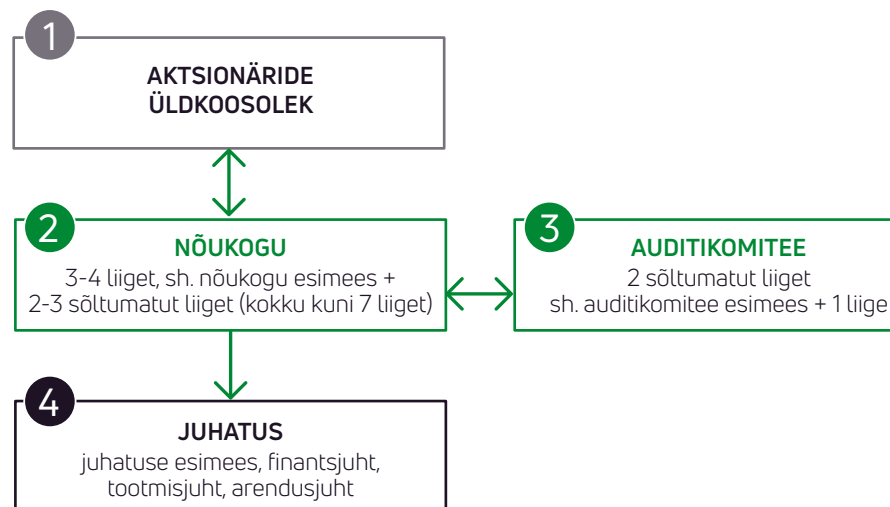 1
AKTSIONÄRIDE
ÜLDKOOSOLEK
2
NÕUKOGU
3-4 liiget, sh. nõukogu esimees +
2-3 sõltumatut liiget (kokku kuni 7 liiget)
3
AUDITIKOMITEE
2 sõltumatut liiget
sh. auditikomitee esimees + 1 liige
4
JUHATUS
juhatuse esimees, finantsjuht,
tootmisjuht, arendusjuht